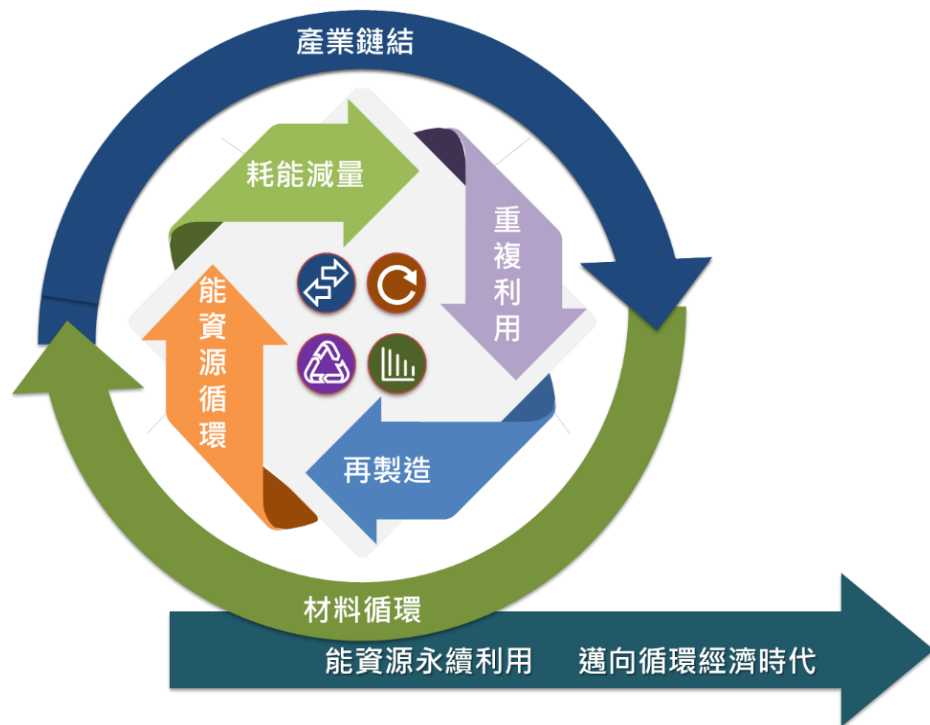 產業鏈結
耗能減量
重複利用
能資源循環
再製造
材料循環
能資源永續利用 邁向循環經濟時代